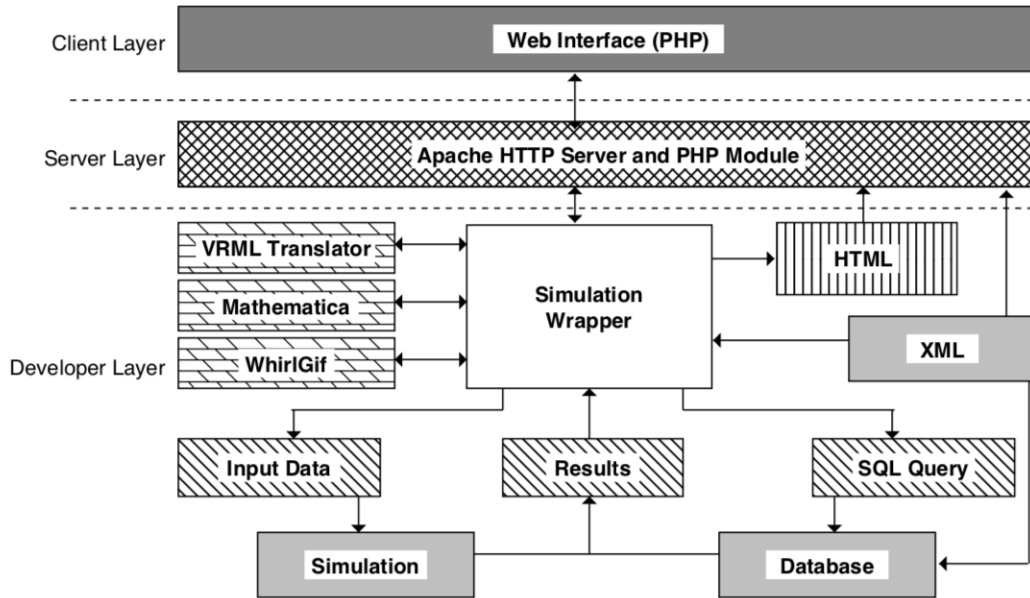 Client Layer
Web Interface (PHP)
Server Layer
Apache HTTP Server and PHP Module
VRML Translator
HTML
Mathematica
Simulation
Wrapper
XML
Developer Layer
WhirlGif
Input Data
Results
SQL Query
Simulation
Database